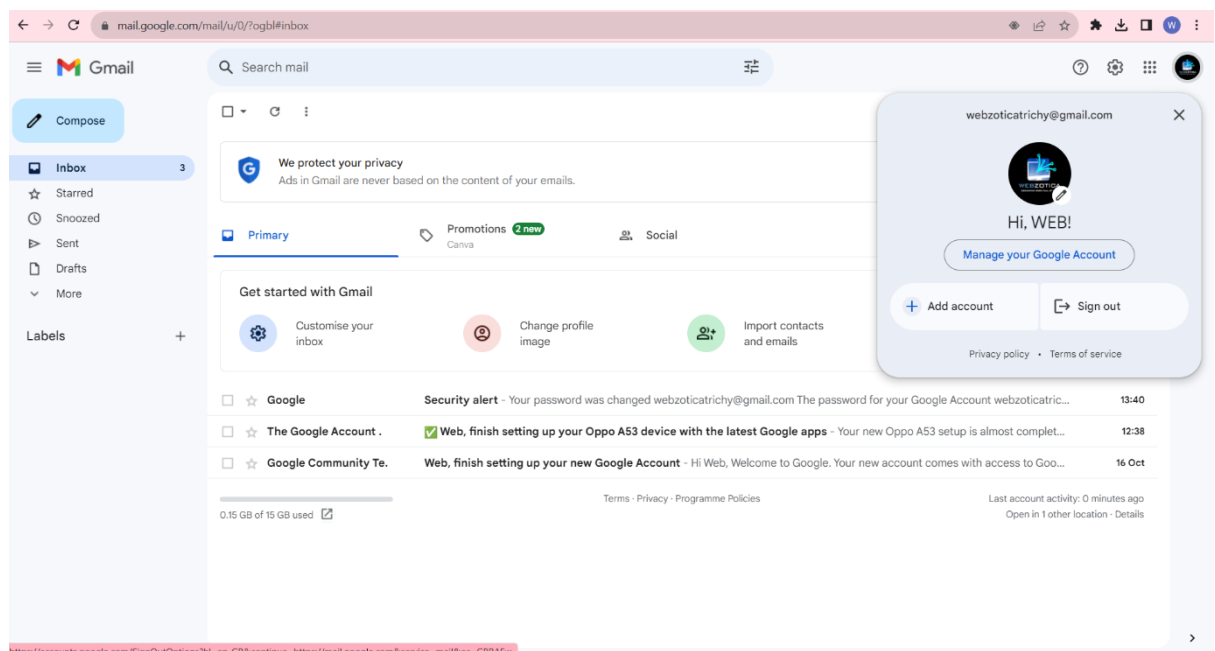 mail.google.com/mail/u/0/?ogbl#inbox
W
Gmail
Search mail
Compose
Inbox 3
Starred
Snoozed
Sent
Drafts
More
Labels
We protect your privacy
Ads in Gmail are never based on the content of your emails.
Primary
Promotions 2 new
Canva
Social
Get started with Gmail
Customise your
inbox
Change profile
image
Import contacts
and emails
webzoticatrichy@gmail.com
WEBZOTICA
Hi, WEB!
Manage your Google Account
Add account
Sign out
Privacy policy • Terms of service
Google Security alert - Your password was changed webzoticatrichy@gmail.com The password for your Google Account webzoticatric... 13:40
The Google Account . ✅ Web, finish setting up your Oppo A53 device with the latest Google apps - Your new Oppo A53 setup is almost complet... 12:38
Google Community Te. Web, finish setting up your new Google Account - Hi Web, Welcome to Google. Your new account comes with access to Goo... 16 Oct
0.15 GB of 15 GB used
Terms · Privacy · Programme Policies
Last account activity: 0 minutes ago
Open in 1 other location · Details